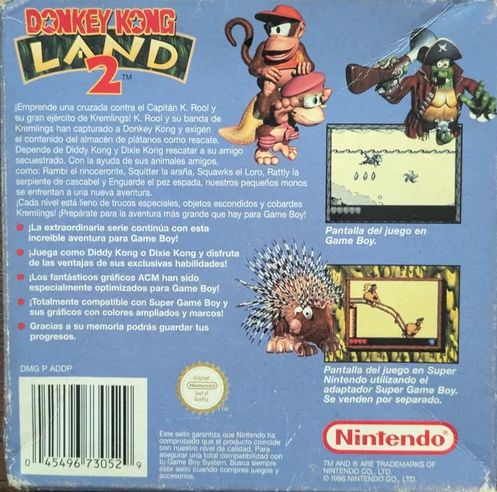 DONKEY KONG
LAND
2™
¡Emprende una cruzada contra el Capitán K. Rool y
su gran ejército de Kremlings! K. Rool y su banda de
Kremlings han capturado a Donkey Kong y exigen
el contenido del almacén de plátanos como rescate.
Depende de Diddy Kong y Dixie Kong rescatar a su amigo
secuestrado. Con la ayuda de sus animales amigos,
como: Rambi el rinoceronte, Squitter la araña, Squawks el Loro, Rattly la
serpiente de cascabel y Enguarde el pez espada, nuestros pequeños monos
se enfrentan a una nueva aventura.
¡Cada nivel está lleno de trucos especiales, objetos escondidos y cobardes
Kremlings! ¡Prepárate para la aventura más grande que hay para Game Boy!
¡La extraordinaria serie continúa con esta
increíble aventura para Game Boy!
¡Juega como Diddy Kong o Dixie Kong y disfruta
de las ventajas de sus exclusivas habilidades!
¡Los fantásticos gráficos ACM han sido
especialmente optimizados para Game Boy!
¡Totalmente compatible con Super Game Boy y
sus gráficos con colores ampliados y marcos!
Gracias a su memoria podrás guardar tus
progresos.
Pantalla del juego en
Game Boy.
Pantalla del juego en Super
Nintendo utilizando el
adaptador Super Game Boy.
Se venden por separado.
DMG P ADDP
0 45496 73052 9
Original
Nintendo
Seal of
Quality
TM
Este sello garantiza que Nintendo ha
comprobado que el producto coincide
con nuestro nivel de calidad. Para
asegurar una total compatibilidad con
tu Game Boy System. Busca siempre
este sello cuando compres juegos y
accesorios.
Nintendo®
TM AND ® ARE TRADEMARKS OF
NINTENDO CO., LTD.
© 1996 NINTENDO CO., LTD.